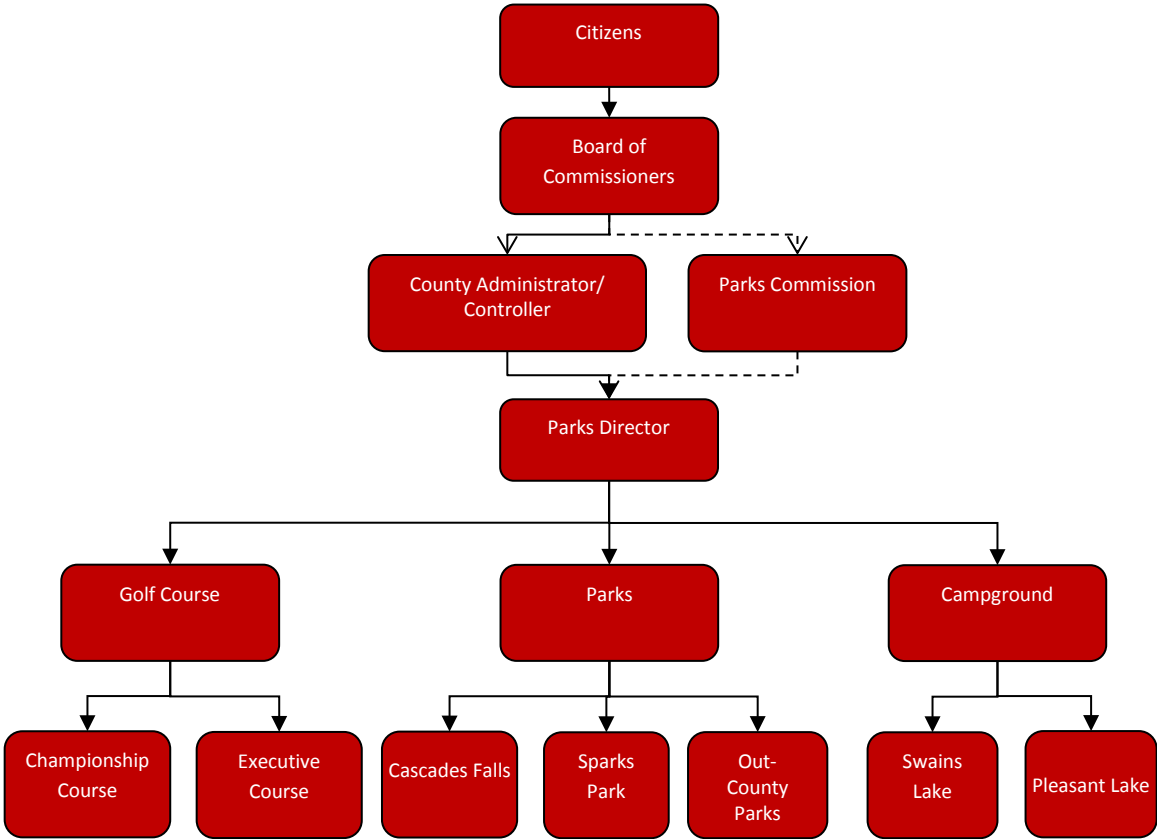 Citizens
Board of
Commissioners
County Administrator/
Controller
Parks Commission
Parks Director
Golf Course
Parks
Campground
Championship
Course
Executive
Course
Cascades Falls
Sparks
Park
Out-
County
Parks
Swains
Lake
Pleasant Lake